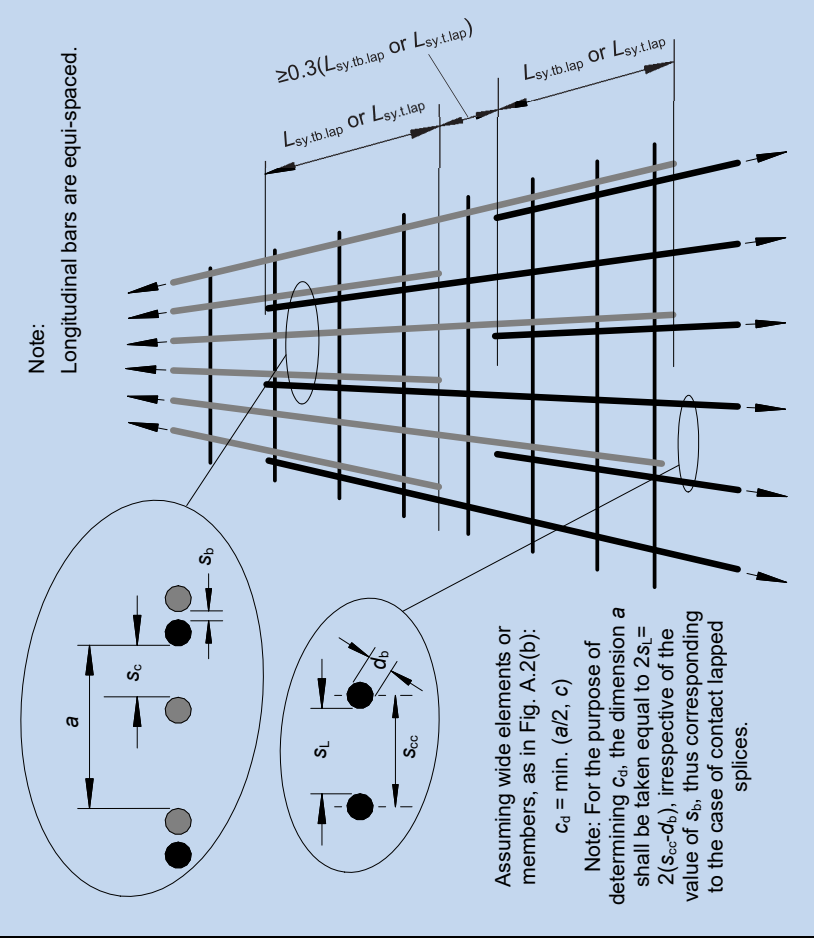 Note:
Longitudinal bars are equi-spaced.
≥0.3(Lsy.tb.lap or Lsy.t.lap)
Lsy.tb.lap or Lsy.t.lap
Lsy.tb.lap or Lsy.t.lap
a
sc
sb
sL
scc
db
Assuming wide elements or
members, as in Fig. A.2(b):
cd = min. (a/2, c)
Note: For the purpose of
determining cd, the dimension a
shall be taken equal to 2sL=
2(scc-db), irrespective of the
value of sb, thus corresponding
to the case of contact lapped
splices.